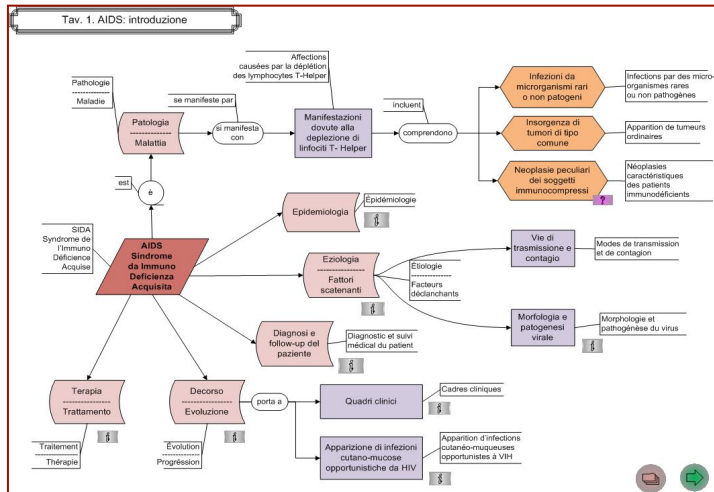 Tav. 1. AIDS: introduzione
Affections
causées par la déplétion
des lymphocytes T-Helper
Pathologie
---------------
Maladie
se manifeste par
incluent
Patologia
---------------
Malattia
si manifesta
con
Manifestazioni
dovute alla
deplezione di
linfociti T- Helper
comprendono
Infezioni da
microrgnismi rari
o non patogeni
Infections par des micro-
organismes rares
ou non pathogènes
Insorgenza di
tumori di tipo
comune
Apparition de tumeurs
ordinaires
Neoplasie peculiari
dei soggetti
immunocompressi
?
Néoplasies
caractéristiques
des patients
immunodéficients
est
è
Epidemiologia
Épidémiologie
SIDA
Syndrome de
l'Immuno
Déficience
Acquise
AIDS
Sindrome
da Immuno
Deficienza
Acquisita
Eziologia
---------------
Fattori
scatenanti
Étiologie
---------------
Facteurs
déclanchants
Vie di
trasmissione e
contagio
Modes de transmission
et de contagion
Morfologia e
patogenesi
virale
Morphologie et
pathogénèse du virus
Diagnosi e
follow-up del
paziente
Diagnostic et suivi
médical du patient
Terapia
---------------
Trattamento
Traitement
---------------
Thérapie
Decorso
---------------
Evoluzione
Évolution
---------------
Progréssion
porta a
Quadri clinici
Cadres cliniques
Apparizione di infezioni
cutano-mucose
opportunistiche da HIV
Apparition d'infections
cutanéo-muqueuses
opportunistes à VIH